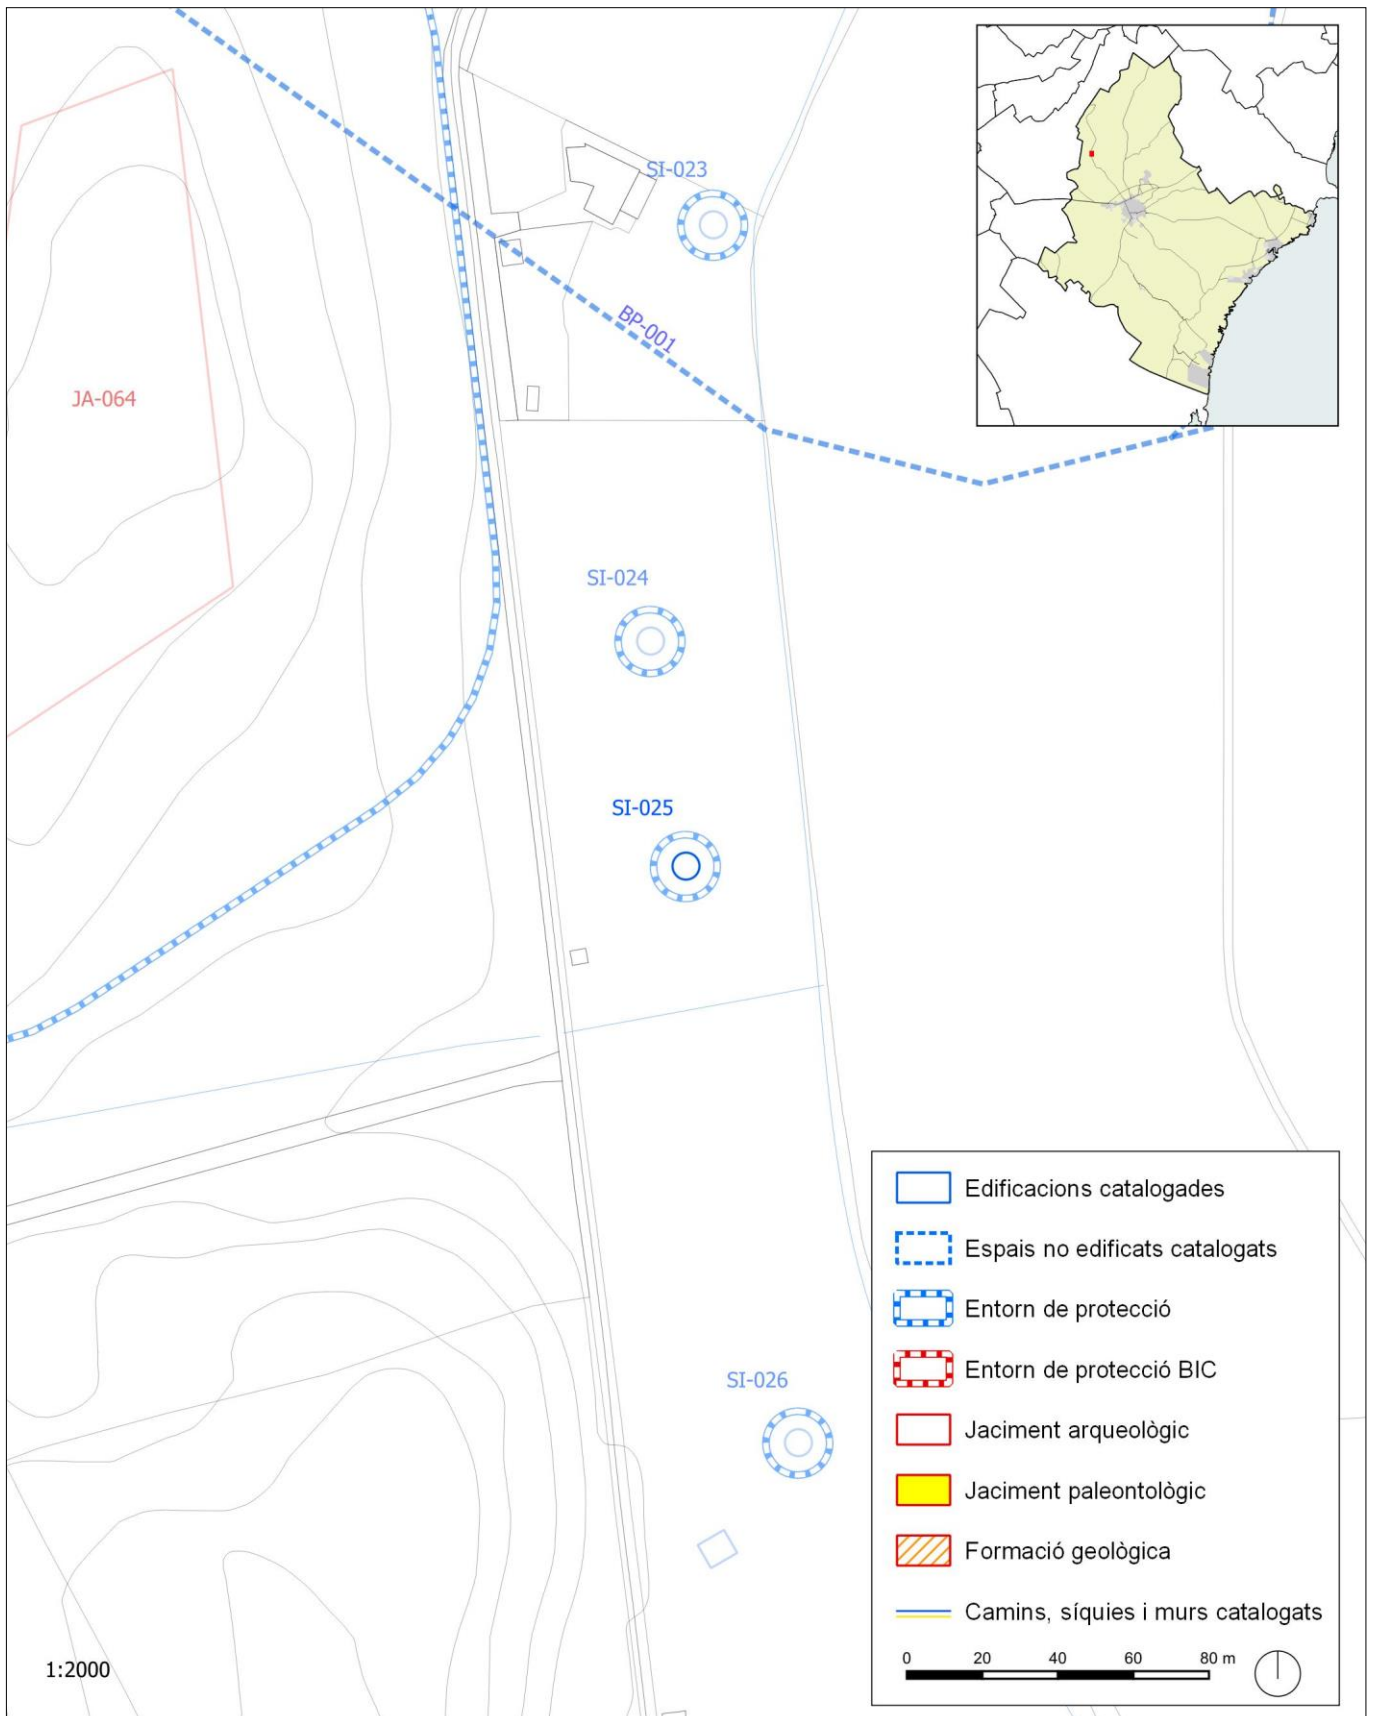 SI-023
BP-001
JA-064
SI-024
SI-025
SI-026
Edificacions catalogades
Espais no edificats catalogats
Entorn de protecció
Entorn de protecció BIC
Jaciment arqueològic
Jaciment paleontològic
Formació geològica
Camins, síquies i murs catalogats
0 20 40 60 80 m
1:2000